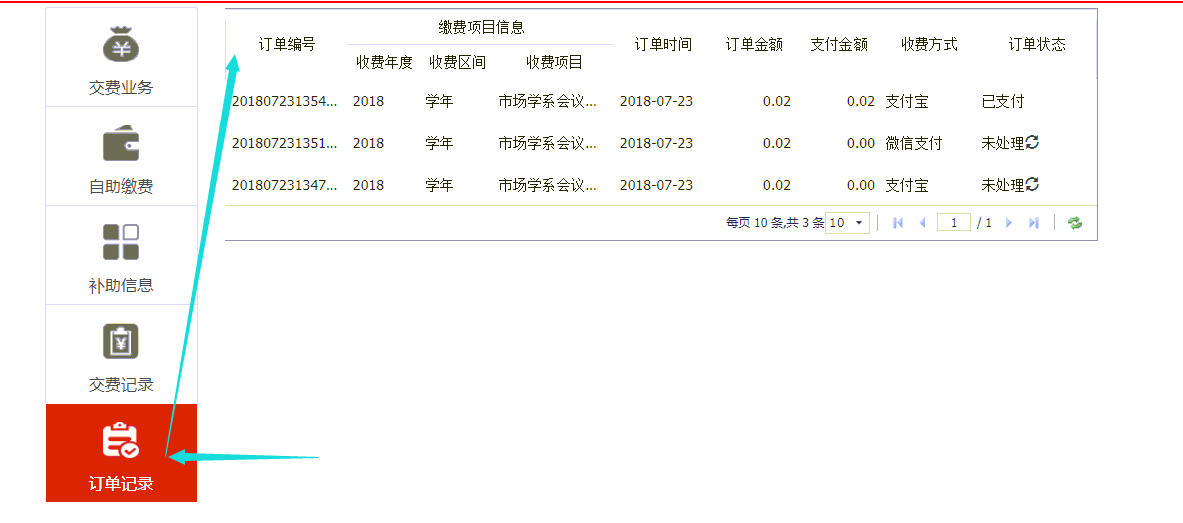 交费业务
自助缴费
补助信息
交费记录
订单记录
订单编号 缴费项目信息 订单时间 订单金额 支付金额 收费方式 订单状态
收费年度 收费区间 收费项目
201807231354... 2018 学年 市场学系会议... 2018-07-23 0.02 0.02 支付宝 已支付
201807231351... 2018 学年 市场学系会议... 2018-07-23 0.02 0.00 微信支付 未处理
201807231347... 2018 学年 市场学系会议... 2018-07-23 0.02 0.00 支付宝 未处理
每页 10 条,共 3 条 10 1 / 1